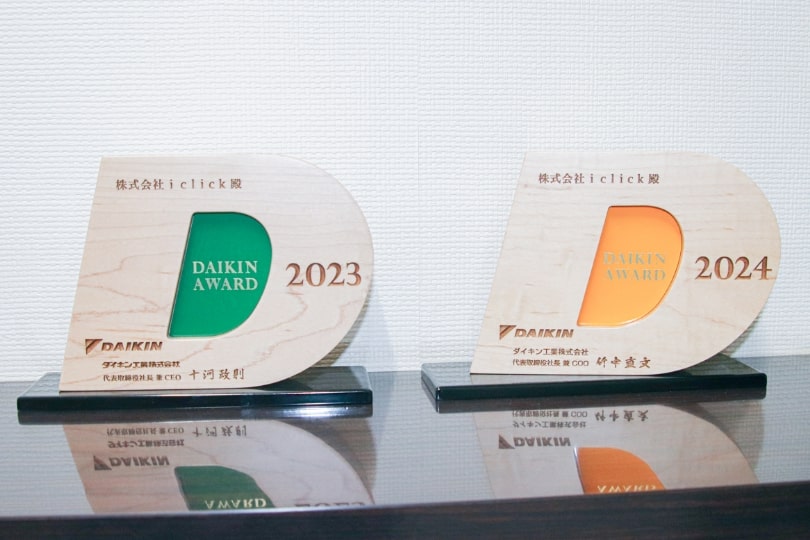 株式会社iclick殿
DAIKIN
AWARD
2023
DAIKIN
ダイキン工業株式会社
代表取締役社長 兼 CEO 十河政則
株式会社iclick殿
DAIKIN
AWARD
2024
DAIKIN
ダイキン工業株式会社
代表取締役社長 兼 COO 竹中直文